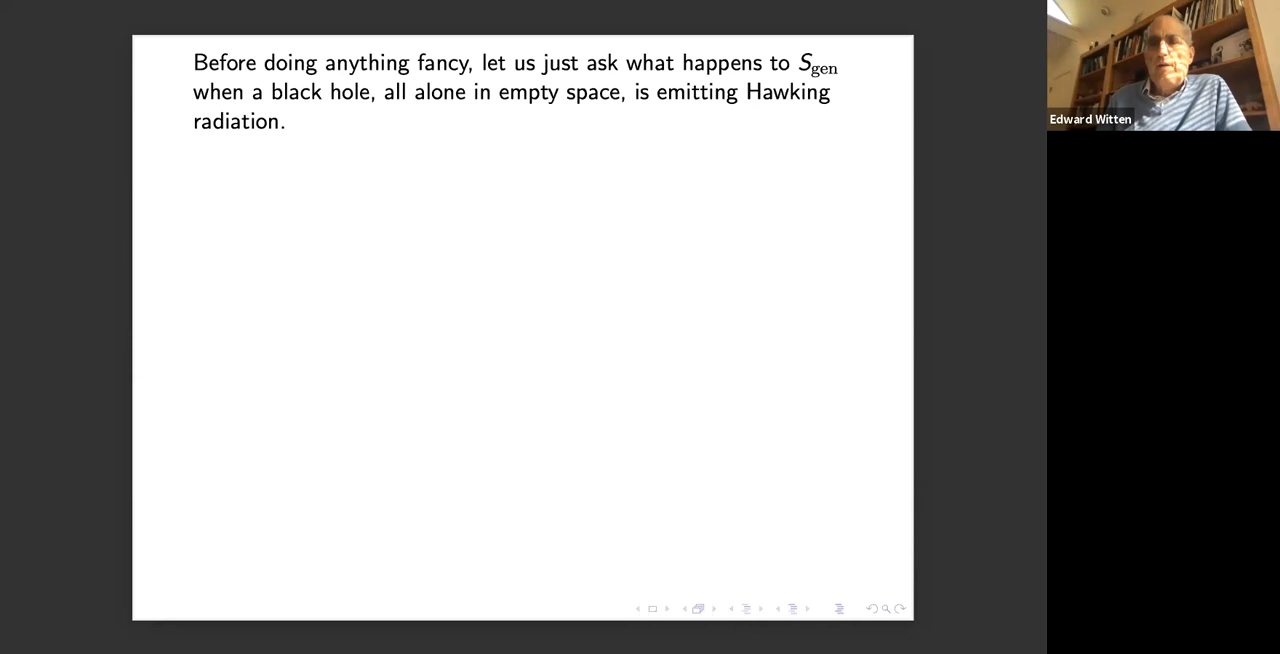 Before doing anything fancy, let us just ask what happens to S_gen
when a black hole, all alone in empty space, is emitting Hawking
radiation.
Edward Witten